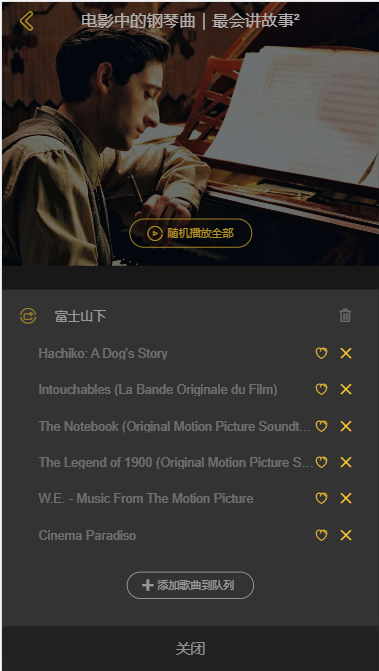 电影中的钢琴曲｜最会讲故事²
随机播放全部
富士山下
Hachiko: A Dog's Story
Intouchables (La Bande Originale du Film)
The Notebook (Original Motion Picture Soundt...
The Legend of 1900 (Original Motion Picture S...
W.E. - Music From The Motion Picture
Cinema Paradiso
添加歌曲到队列
关闭